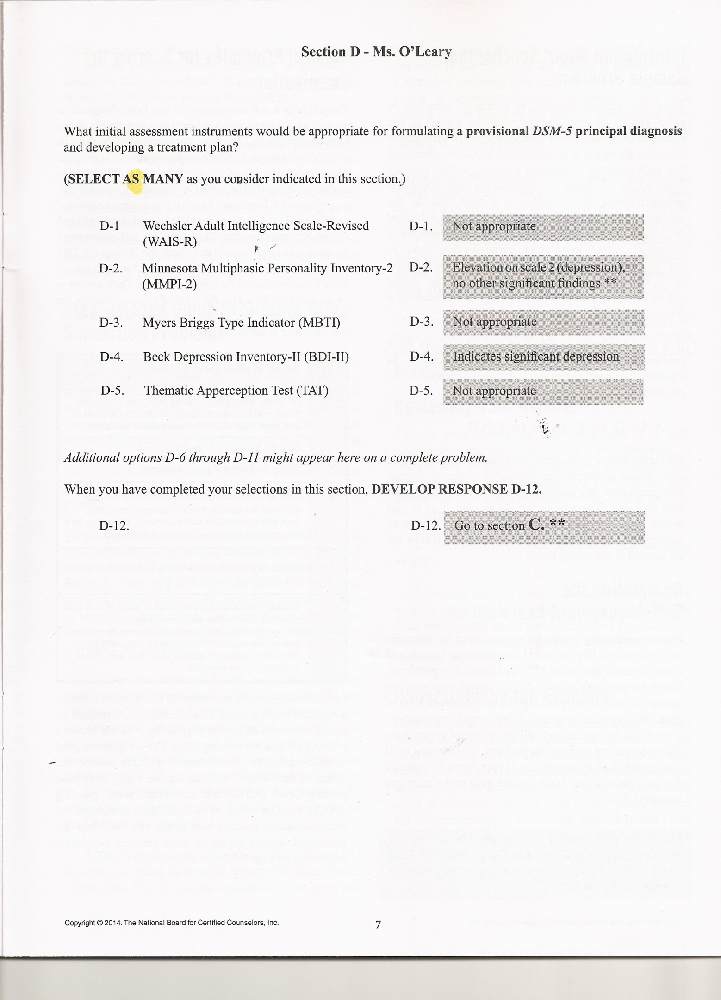 Section D - Ms. O'Leary
What initial assessment instruments would be appropriate for formulating a provisional DSM-5 principal diagnosis
and developing a treatment plan?
(SELECT AS MANY as you consider indicated in this section.)
D-1 Wechsler Adult Intelligence Scale-Revised D-1. Not appropriate
(WAIS-R)
D-2. Minnesota Multiphasic Personality Inventory-2 D-2. Elevation on scale 2 (depression),
(MMPI-2) no other significant findings **
D-3. Myers Briggs Type Indicator (MBTI) D-3. Not appropriate
D-4. Beck Depression Inventory-II (BDI-II) D-4. Indicates significant depression
D-5. Thematic Apperception Test (TAT) D-5. Not appropriate
Additional options D-6 through D-11 might appear here on a complete problem.
When you have completed your selections in this section, DEVELOP RESPONSE D-12.
D-12. D-12. Go to section C. **
Copyright © 2014. The National Board for Certified Counselors, Inc. 7